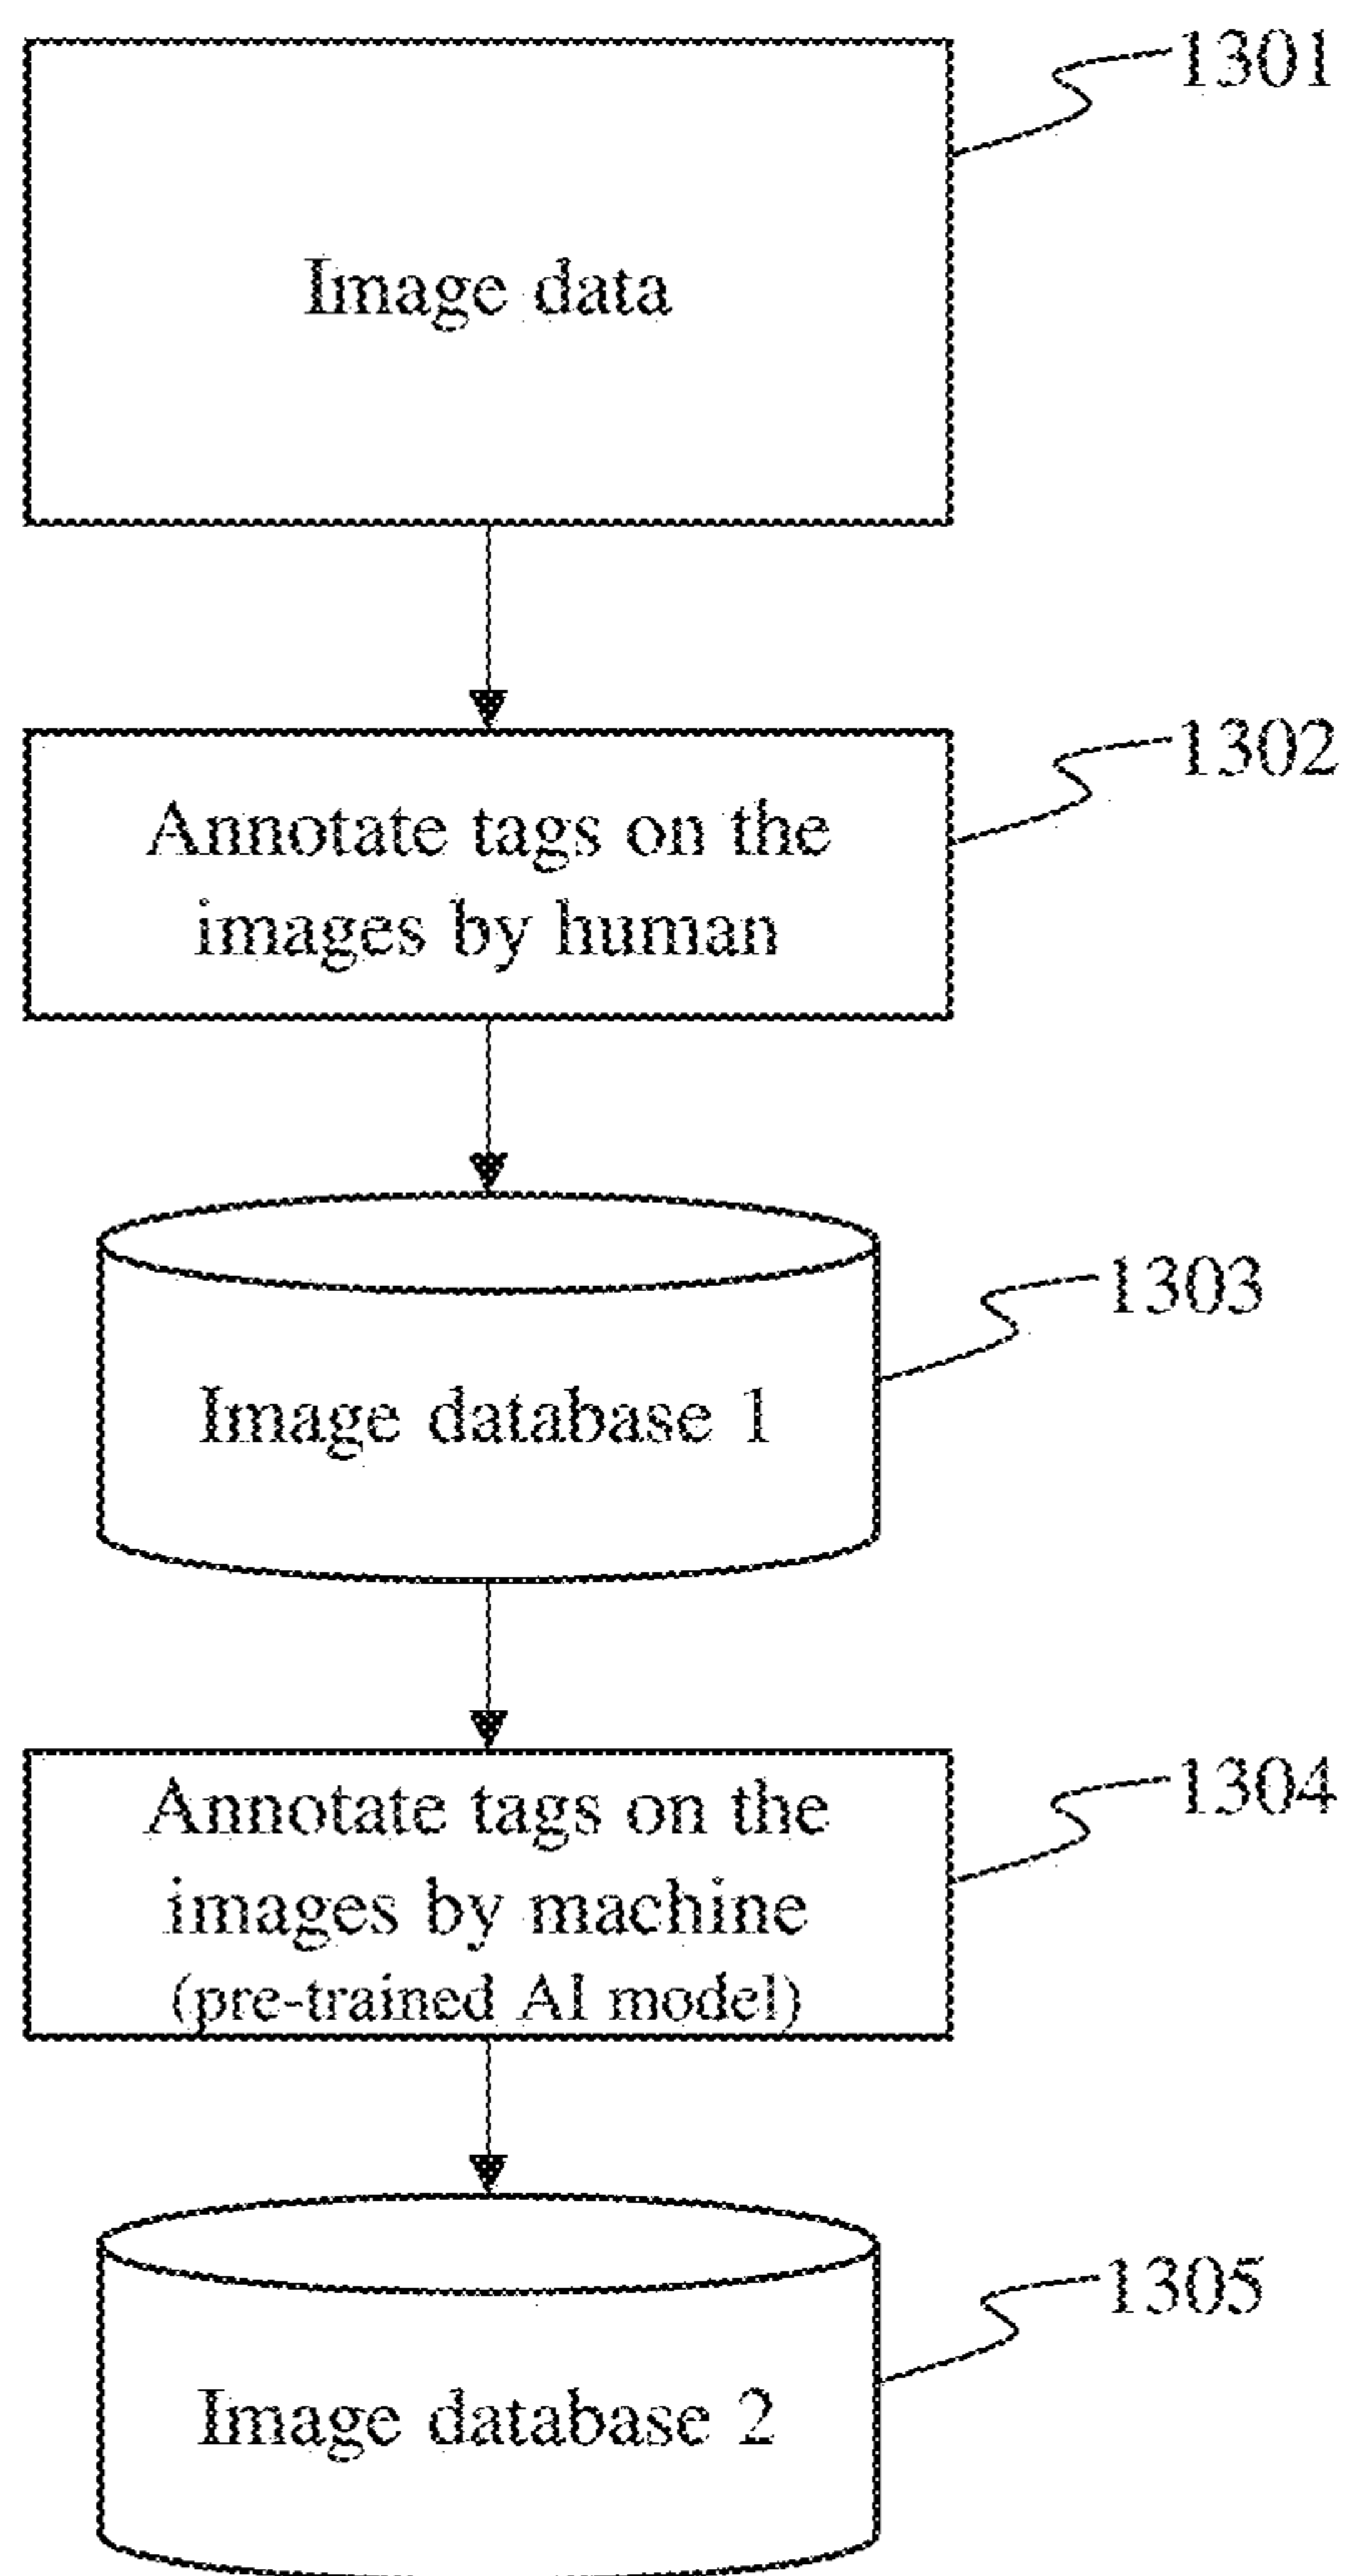 1301
Image data
1302
Annotate tags on the
images by human
1303
Image database 1
1304
Annotate tags on the
images by machine
(pre-trained AI model)
1305
Image database 2